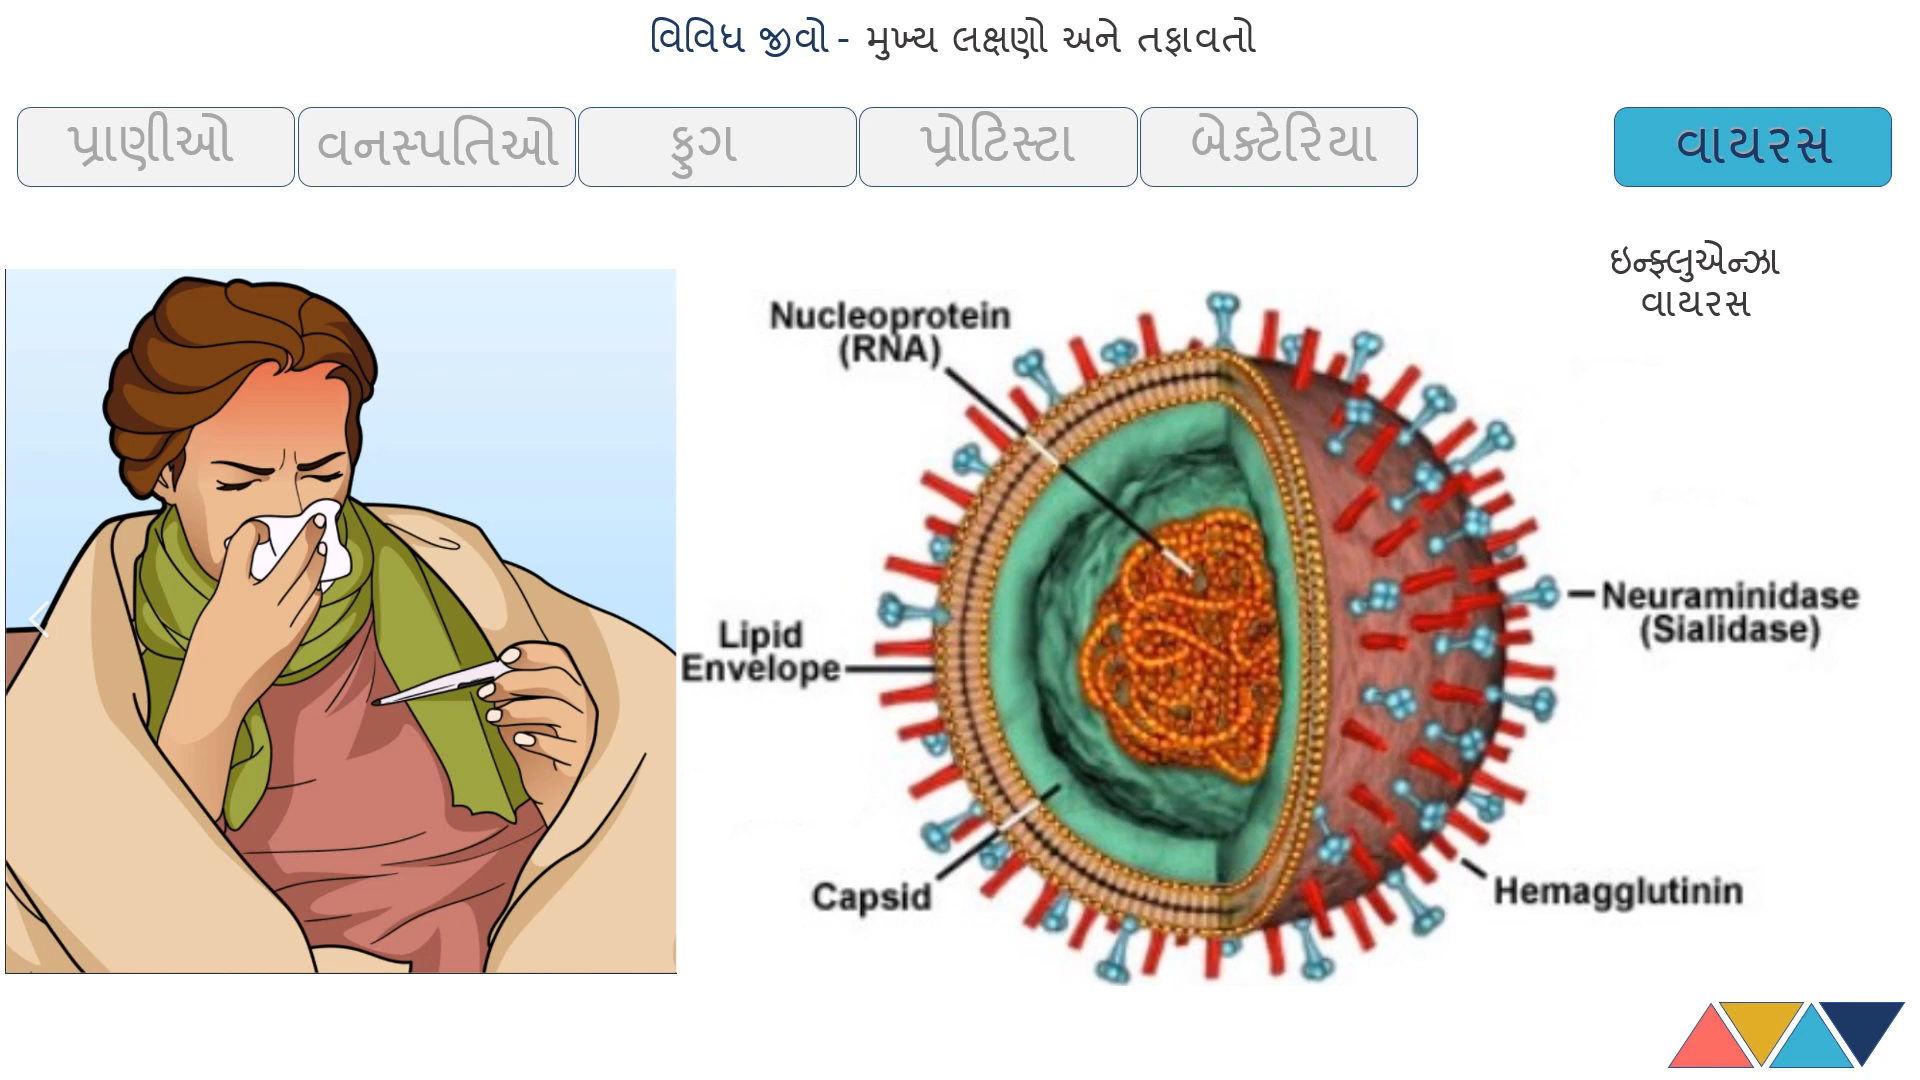 વિવિધ જીવો - મુખ્ય લક્ષણો અને તફાવતો
પ્રાણીઓ
વનસ્પતિઓ
ફુગ
પ્રોટિસ્ટા
બેક્ટેરિયા
વાયરસ
ઇન્ફ્લુએન્ઝા
વાયરસ
Nucleoprotein
(RNA)
Lipid
Envelope
Neuraminidase
(Sialidase)
Capsid
Hemagglutinin